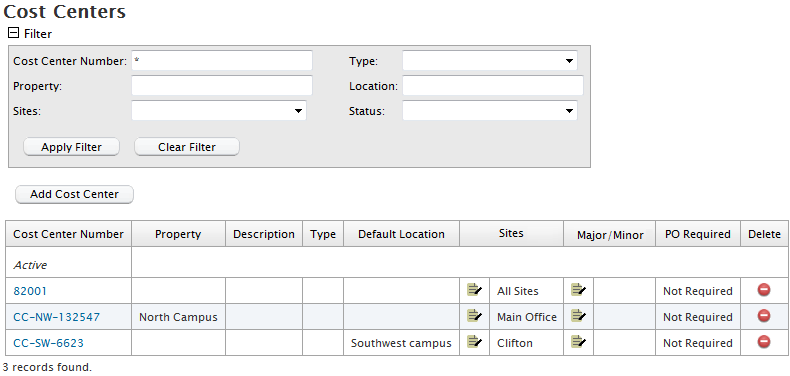 Cost Centers
Filter
Cost Center Number: * Type:
Property: Location:
Sites: Status:
Apply Filter Clear Filter
Add Cost Center
Cost Center Number Property Description Type Default Location Sites Major/Minor PO Required Delete
Active
82001 All Sites Not Required
CC-NW-132547 North Campus Main Office Not Required
CC-SW-6623 Southwest campus Clifton Not Required
3 records found.